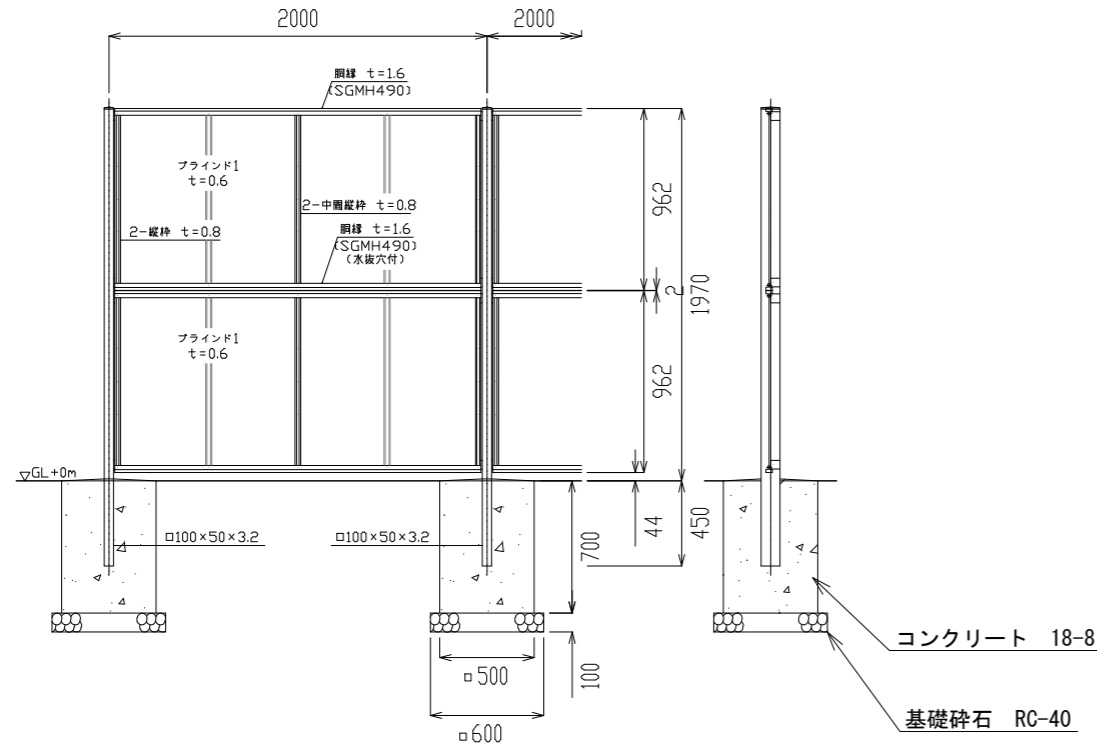 2000
2000
胴縁 t=1.6
(SGMH490)
ブラインド1
t=0.6
2-中間縦枠 t=0.8
2-縦枠 t=0.8
胴縁 t=1.6
(SGMH490)
(水抜穴付)
962
2
1970
ブラインド1
t=0.6
962
▽GL+0m
□100×50×3.2
□100×50×3.2
700
44
450
コンクリート 18-8
□500
100
基礎砕石 RC-40
□600